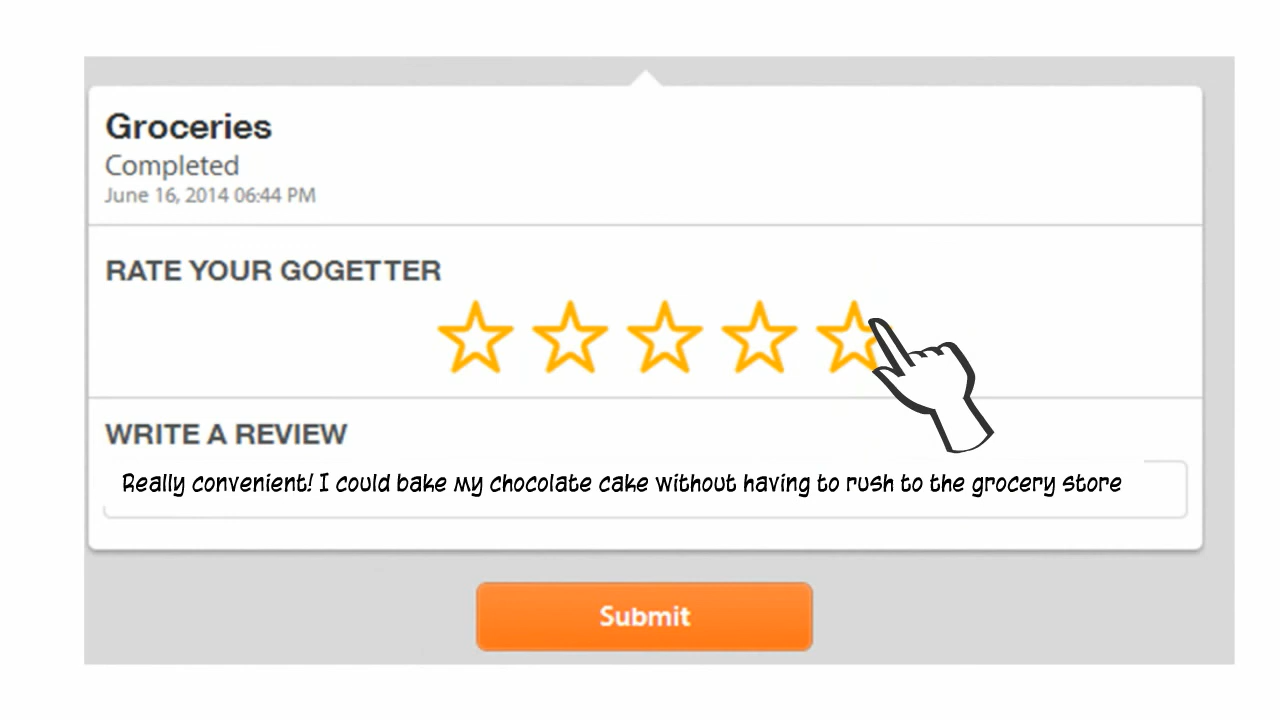 Groceries
Completed
June 16, 2014 06:44 PM
RATE YOUR GOGETTER
WRITE A REVIEW
Really convenient! I could bake my chocolate cake without having to rush to the grocery store
Submit